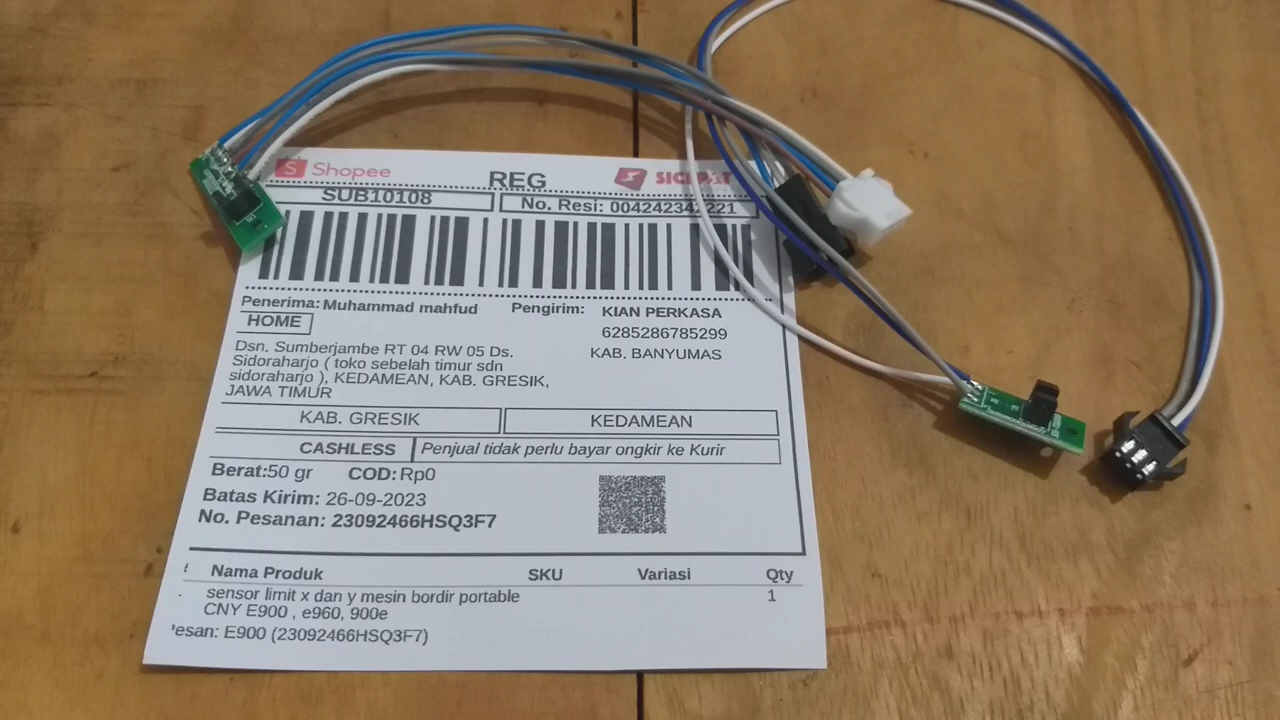 Shopee
REG
SUB10108
No. Resi: 004242342221
Penerima: Muhammad mahfud
Pengirim: KIAN PERKASA
HOME
6285286785299
Dsn. Sumberjambe RT 04 RW 05 Ds.
KAB. BANYUMAS
Sidoraharjo ( toko sebelah timur sdn
sidoraharjo ), KEDAMEAN, KAB. GRESIK,
JAWA TIMUR
KAB. GRESIK
KEDAMEAN
CASHLESS
Penjual tidak perlu bayar ongkir ke Kurir
Berat:50 gr COD: Rp0
Batas Kirim: 26-09-2023
No. Pesanan: 23092466HSQ3F7
Nama Produk SKU Variasi Qty
sensor limit x dan y mesin bordir portable 1
CNY E900 , e960, 900e
esan: E900 (23092466HSQ3F7)